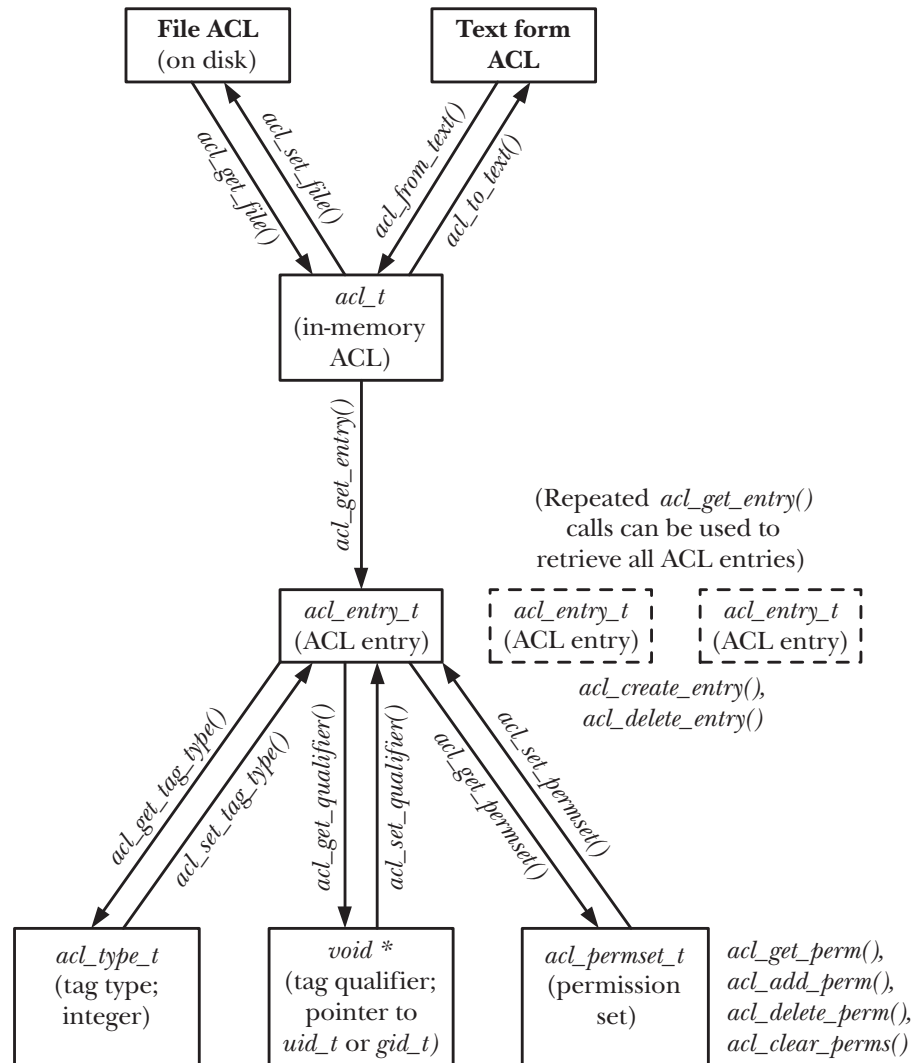 File ACL
(on disk)
Text form
ACL
acl_get_file()
acl_set_file()
acl_from_text()
acl_to_text()
acl_t
(in-memory
ACL)
acl_get_entry()
(Repeated acl_get_entry()
calls can be used to
retrieve all ACL entries)
acl_entry_t
(ACL entry)
acl_entry_t
(ACL entry)
acl_entry_t
(ACL entry)
acl_create_entry(),
acl_delete_entry()
acl_get_tag_type()
acl_set_tag_type()
acl_get_qualifier()
acl_set_qualifier()
acl_get_permset()
acl_set_permset()
acl_type_t
(tag type;
integer)
void *
(tag qualifier;
pointer to
uid_t or gid_t)
acl_permset_t
(permission
set)
acl_get_perm(),
acl_add_perm(),
acl_delete_perm(),
acl_clear_perms()